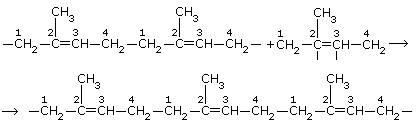 CH₃ CH₃ CH₃
1 2 3 4 1 2 3 4 1 2 3 4
—CH₂—C=CH—CH₂—CH₂—C=CH—CH₂— + CH₂—C=CH—CH₂ →
CH₃ CH₃ CH₃
1 2 3 4 1 2 3 4 1 2 3 4
→ —CH₂—C=CH—CH₂—CH₂—C=CH—CH₂—CH₂—C=CH—CH₂—